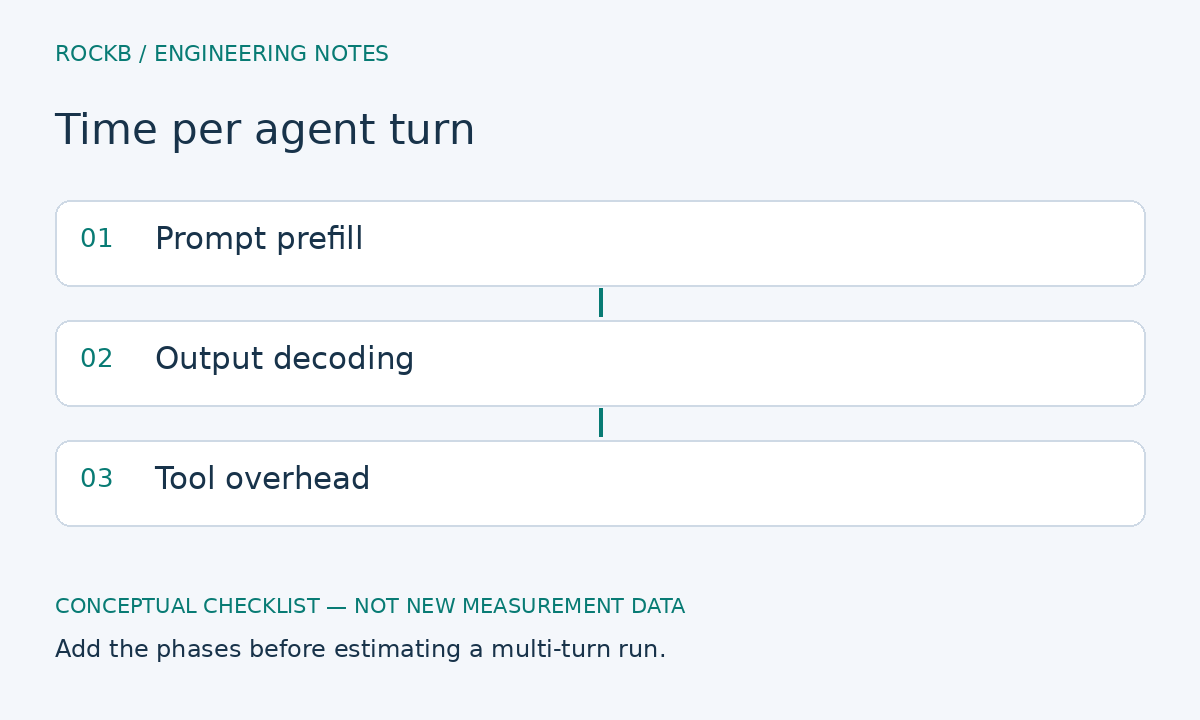 ROCKB / ENGINEERING NOTES
Time per agent turn
01 Prompt prefill
02 Output decoding
03 Tool overhead
CONCEPTUAL CHECKLIST — NOT NEW MEASUREMENT DATA
Add the phases before estimating a multi-turn run.